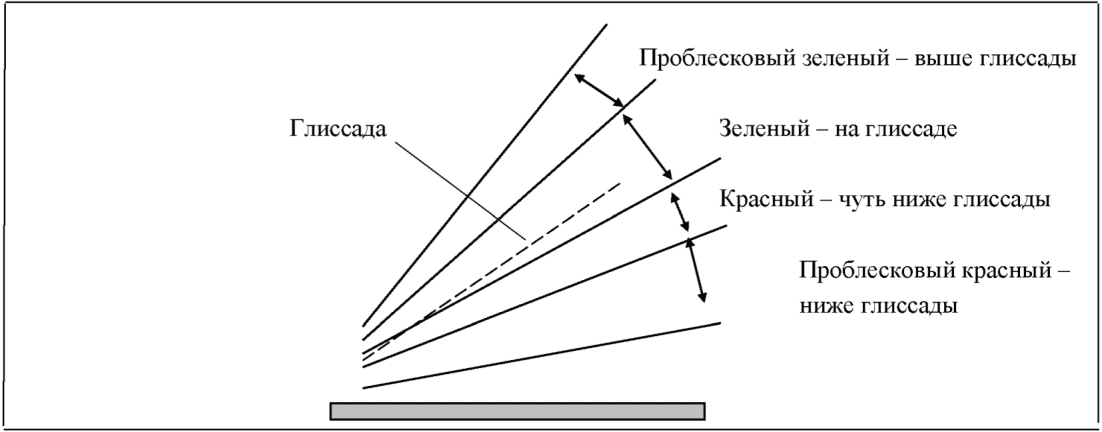 Проблесковый зеленый – выше глиссады
Глиссада
Зеленый – на глиссаде
Красный – чуть ниже глиссады
Проблесковый красный –
ниже глиссады